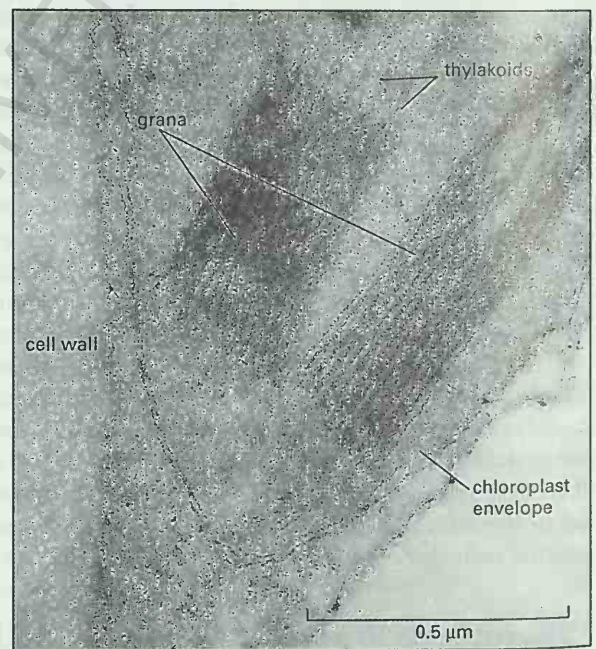 thylakoids
grana
cell wall
chloroplast
envelope
0.5 µm